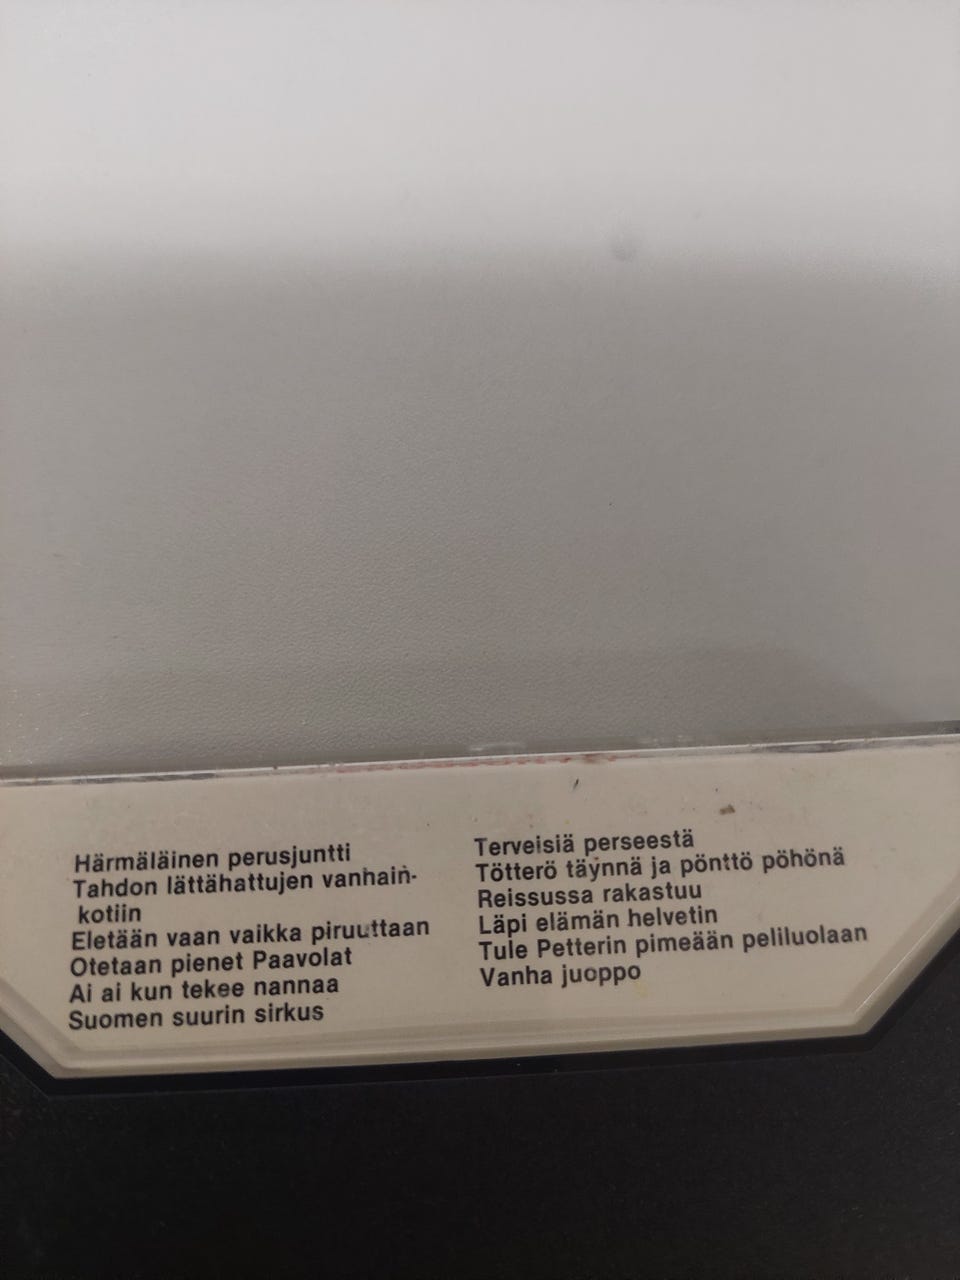 Härmäläinen perusjuntti
Tahdon lättähattujen vanhain-
kotiin
Eletään vaan vaikka piruuttaan
Otetaan pienet Paavolat
Ai ai kun tekee nannaa
Suomen suurin sirkus
Terveisiä perseestä
Tötterö täynnä ja pönttö pöhönä
Reissussa rakastuu
Läpi elämän helvetin
Tule Petterin pimeään peliluolaan
Vanha juoppo